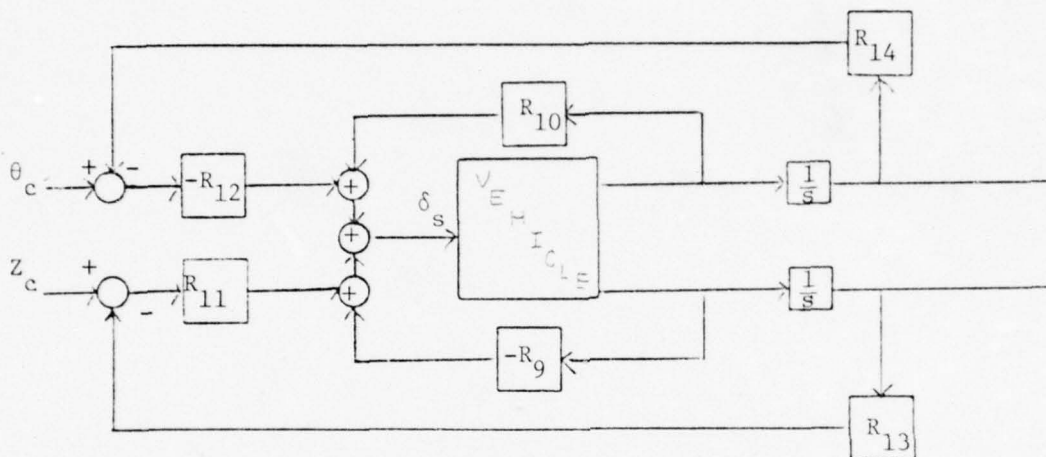 R14
R10
θc
+
-
-R12
+
VEHICLE
1
s
δs
+
Zc
+
-
R11
+
1
s
-R9
R13